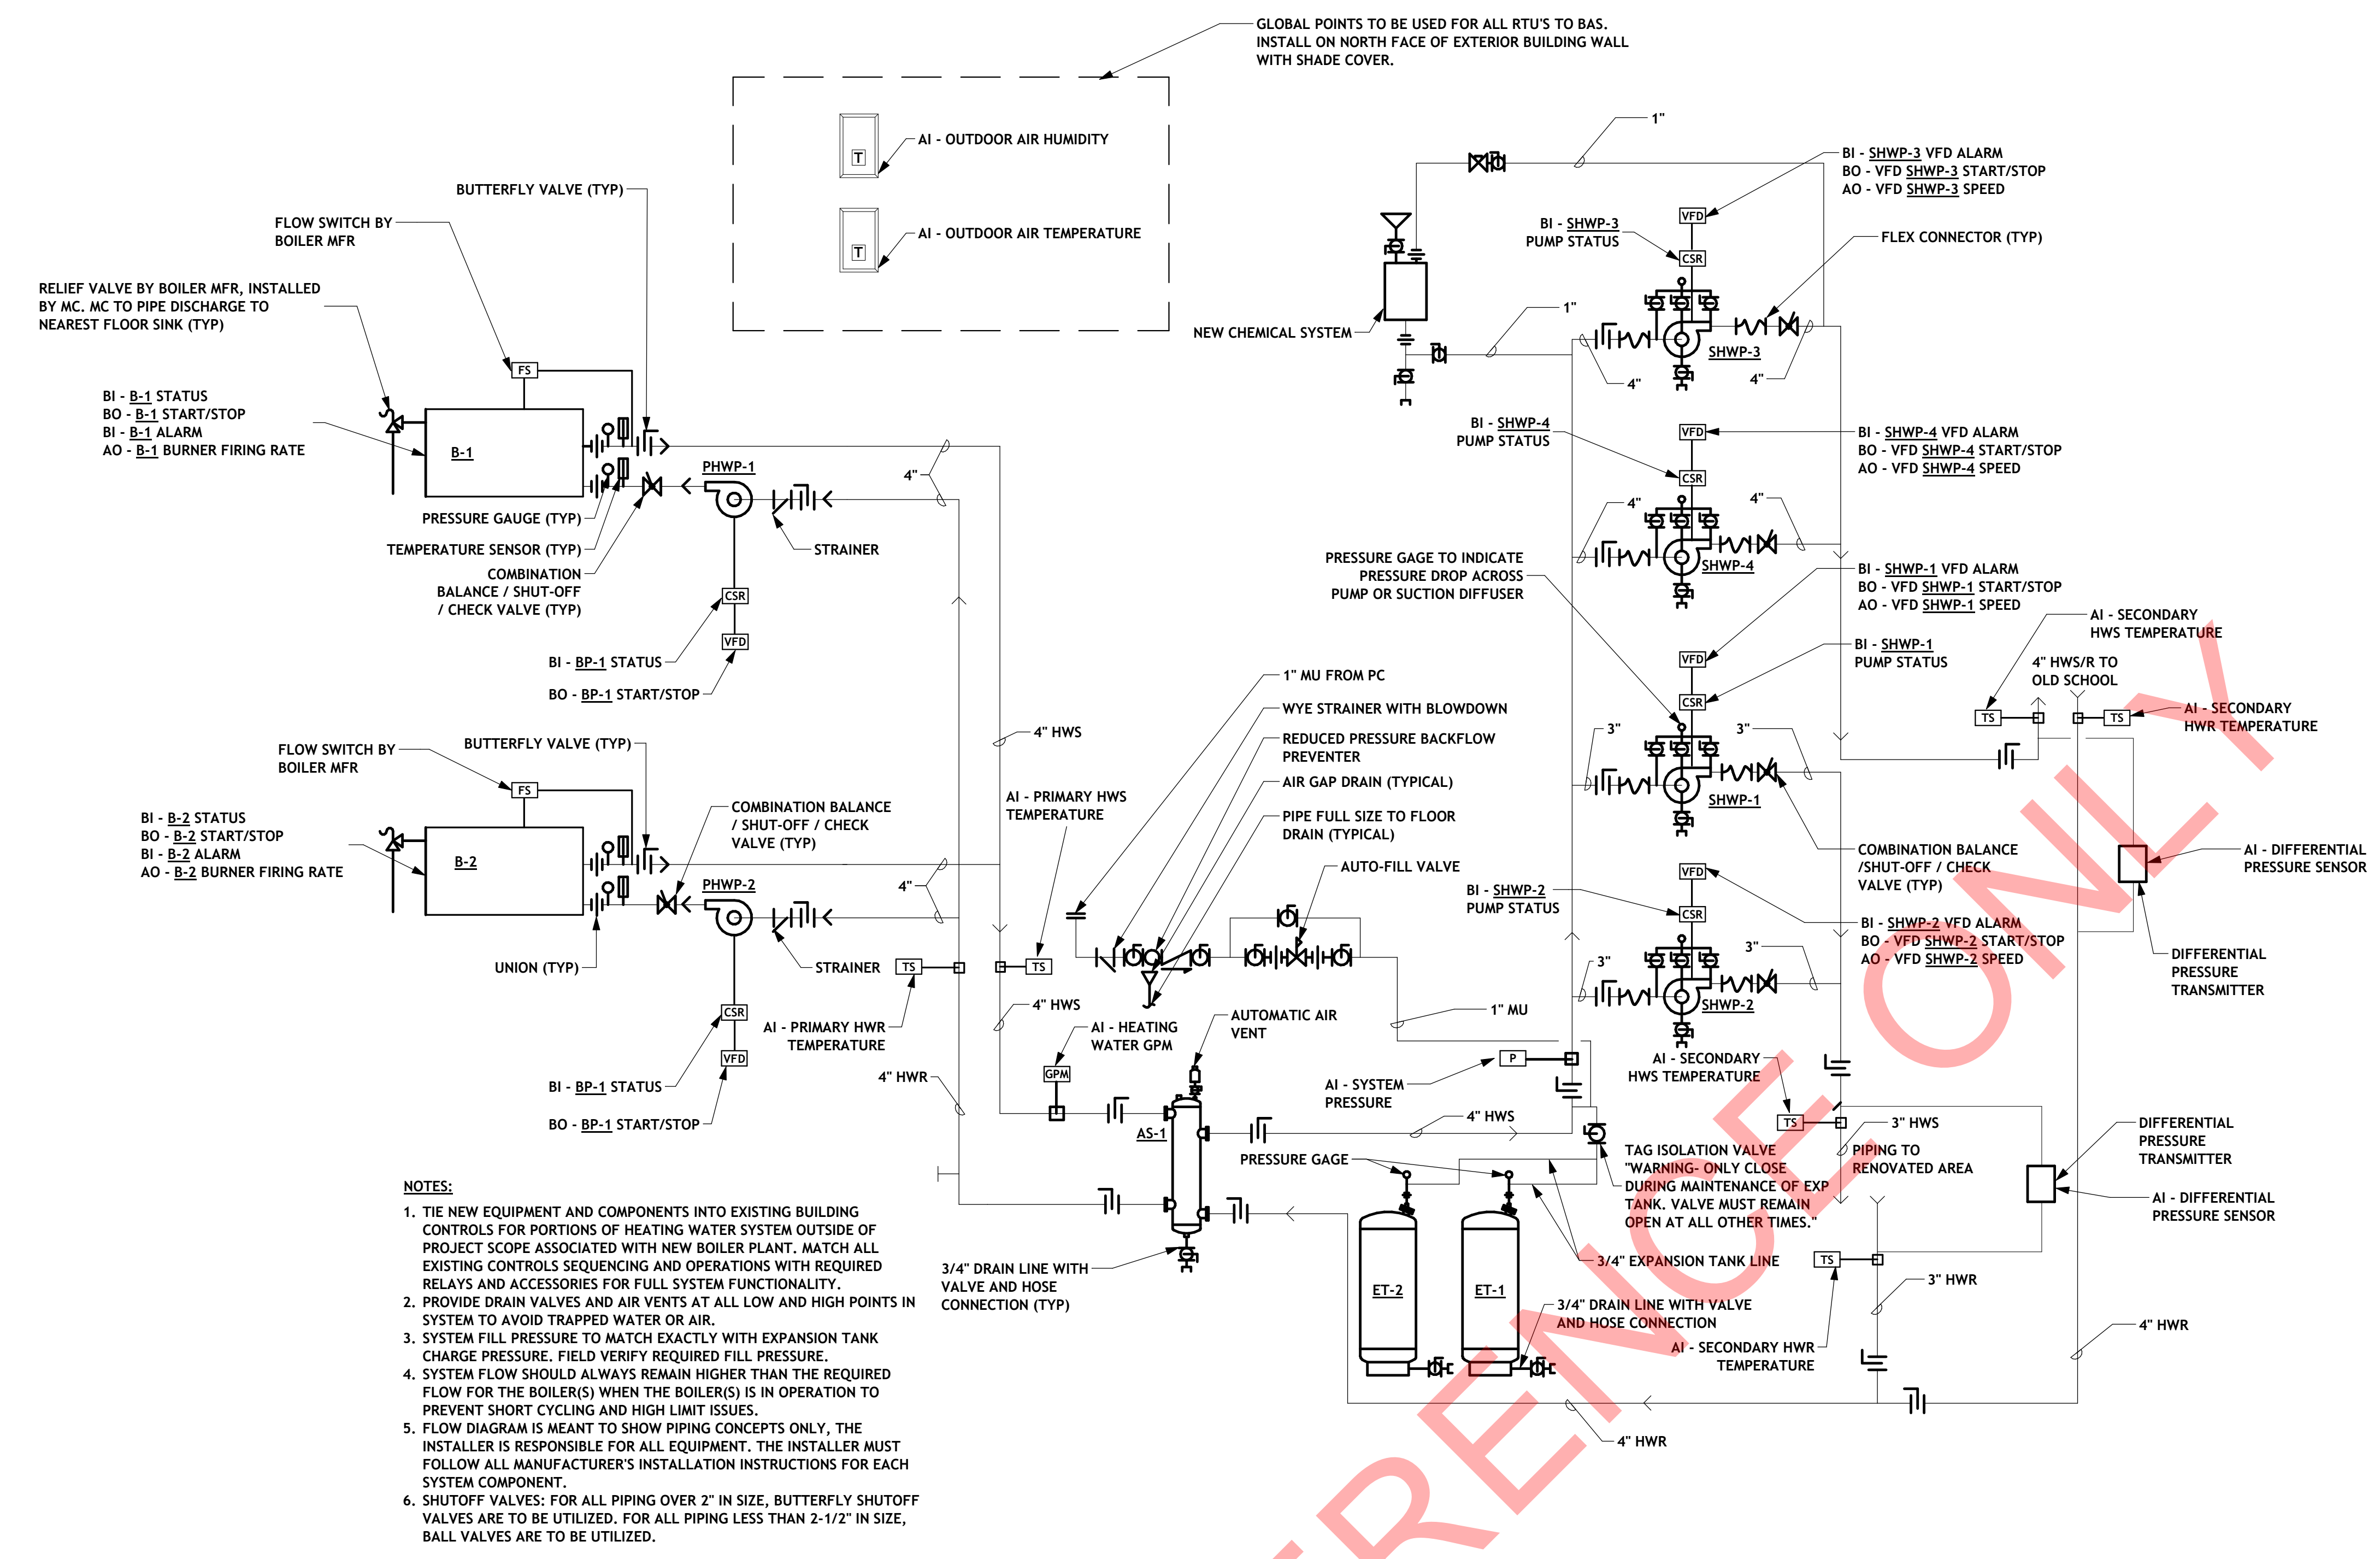 GLOBAL POINTS TO BE USED FOR ALL RTU'S TO BAS.
INSTALL ON NORTH FACE OF EXTERIOR BUILDING WALL
WITH SHADE COVER.
T
AI - OUTDOOR AIR HUMIDITY
T
AI - OUTDOOR AIR TEMPERATURE
BUTTERFLY VALVE (TYP)
FLOW SWITCH BY
BOILER MFR
RELIEF VALVE BY BOILER MFR, INSTALLED
BY MC. MC TO PIPE DISCHARGE TO
NEAREST FLOOR SINK (TYP)
FS
BI - B-1 STATUS
BO - B-1 START/STOP
BI - B-1 ALARM
AO - B-1 BURNER FIRING RATE
B-1
PHWP-1
4"
PRESSURE GAUGE (TYP)
TEMPERATURE SENSOR (TYP)
STRAINER
COMBINATION
BALANCE / SHUT-OFF
/ CHECK VALVE (TYP)
CSR
VFD
BI - BP-1 STATUS
BO - BP-1 START/STOP
FLOW SWITCH BY
BOILER MFR
BUTTERFLY VALVE (TYP)
FS
BI - B-2 STATUS
BO - B-2 START/STOP
BI - B-2 ALARM
AO - B-2 BURNER FIRING RATE
COMBINATION BALANCE
/ SHUT-OFF / CHECK
VALVE (TYP)
B-2
PHWP-2
4"
UNION (TYP)
STRAINER
TS
TS
CSR
VFD
AI - PRIMARY HWR
TEMPERATURE
BI - BP-1 STATUS
BO - BP-1 START/STOP
4" HWS
AI - PRIMARY HWS
TEMPERATURE
4" HWS
4" HWR
AI - HEATING
WATER GPM
GPM
1" MU FROM PC
WYE STRAINER WITH BLOWDOWN
REDUCED PRESSURE BACKFLOW
PREVENTER
AIR GAP DRAIN (TYPICAL)
PIPE FULL SIZE TO FLOOR
DRAIN (TYPICAL)
AUTO-FILL VALVE
AUTOMATIC AIR
VENT
1" MU
AS-1
3/4" DRAIN LINE WITH
VALVE AND HOSE
CONNECTION (TYP)
PRESSURE GAGE
4" HWS
AI - SYSTEM
PRESSURE
P
ET-2
ET-1
TAG ISOLATION VALVE
"WARNING- ONLY CLOSE
DURING MAINTENANCE OF EXP
TANK. VALVE MUST REMAIN
OPEN AT ALL OTHER TIMES."
3/4" EXPANSION TANK LINE
3/4" DRAIN LINE WITH VALVE
AND HOSE CONNECTION
4" HWR
1"
NEW CHEMICAL SYSTEM
1"
BI - SHWP-3
PUMP STATUS
VFD
CSR
BI - SHWP-3 VFD ALARM
BO - VFD SHWP-3 START/STOP
AO - VFD SHWP-3 SPEED
FLEX CONNECTOR (TYP)
SHWP-3
4"
4"
BI - SHWP-4
PUMP STATUS
VFD
CSR
BI - SHWP-4 VFD ALARM
BO - VFD SHWP-4 START/STOP
AO - VFD SHWP-4 SPEED
4"
4"
SHWP-4
PRESSURE GAGE TO INDICATE
PRESSURE DROP ACROSS
PUMP OR SUCTION DIFFUSER
BI - SHWP-1 VFD ALARM
BO - VFD SHWP-1 START/STOP
AO - VFD SHWP-1 SPEED
VFD
CSR
BI - SHWP-1
PUMP STATUS
3"
3"
SHWP-1
COMBINATION BALANCE
/SHUT-OFF / CHECK
VALVE (TYP)
BI - SHWP-2
PUMP STATUS
VFD
CSR
BI - SHWP-2 VFD ALARM
BO - VFD SHWP-2 START/STOP
AO - VFD SHWP-2 SPEED
3"
3"
SHWP-2
AI - SECONDARY
HWS TEMPERATURE
4" HWS/R TO
OLD SCHOOL
TS
TS
AI - SECONDARY
HWR TEMPERATURE
AI - DIFFERENTIAL
PRESSURE SENSOR
DIFFERENTIAL
PRESSURE
TRANSMITTER
AI - SECONDARY
HWS TEMPERATURE
TS
3" HWS
PIPING TO
RENOVATED AREA
DIFFERENTIAL
PRESSURE
TRANSMITTER
AI - DIFFERENTIAL
PRESSURE SENSOR
TS
3" HWR
AI - SECONDARY HWR
TEMPERATURE
4" HWR
NOTES:
1. TIE NEW EQUIPMENT AND COMPONENTS INTO EXISTING BUILDING
CONTROLS FOR PORTIONS OF HEATING WATER SYSTEM OUTSIDE OF
PROJECT SCOPE ASSOCIATED WITH NEW BOILER PLANT. MATCH ALL
EXISTING CONTROLS SEQUENCING AND OPERATIONS WITH REQUIRED
RELAYS AND ACCESSORIES FOR FULL SYSTEM FUNCTIONALITY.
2. PROVIDE DRAIN VALVES AND AIR VENTS AT ALL LOW AND HIGH POINTS IN
SYSTEM TO AVOID TRAPPED WATER OR AIR.
3. SYSTEM FILL PRESSURE TO MATCH EXACTLY WITH EXPANSION TANK
CHARGE PRESSURE. FIELD VERIFY REQUIRED FILL PRESSURE.
4. SYSTEM FLOW SHOULD ALWAYS REMAIN HIGHER THAN THE REQUIRED
FLOW FOR THE BOILER(S) WHEN THE BOILER(S) IS IN OPERATION TO
PREVENT SHORT CYCLING AND HIGH LIMIT ISSUES.
5. FLOW DIAGRAM IS MEANT TO SHOW PIPING CONCEPTS ONLY, THE
INSTALLER IS RESPONSIBLE FOR ALL EQUIPMENT. THE INSTALLER MUST
FOLLOW ALL MANUFACTURER'S INSTALLATION INSTRUCTIONS FOR EACH
SYSTEM COMPONENT.
6. SHUTOFF VALVES: FOR ALL PIPING OVER 2" IN SIZE, BUTTERFLY SHUTOFF
VALVES ARE TO BE UTILIZED. FOR ALL PIPING LESS THAN 2-1/2" IN SIZE,
BALL VALVES ARE TO BE UTILIZED.
RENCE ONLY